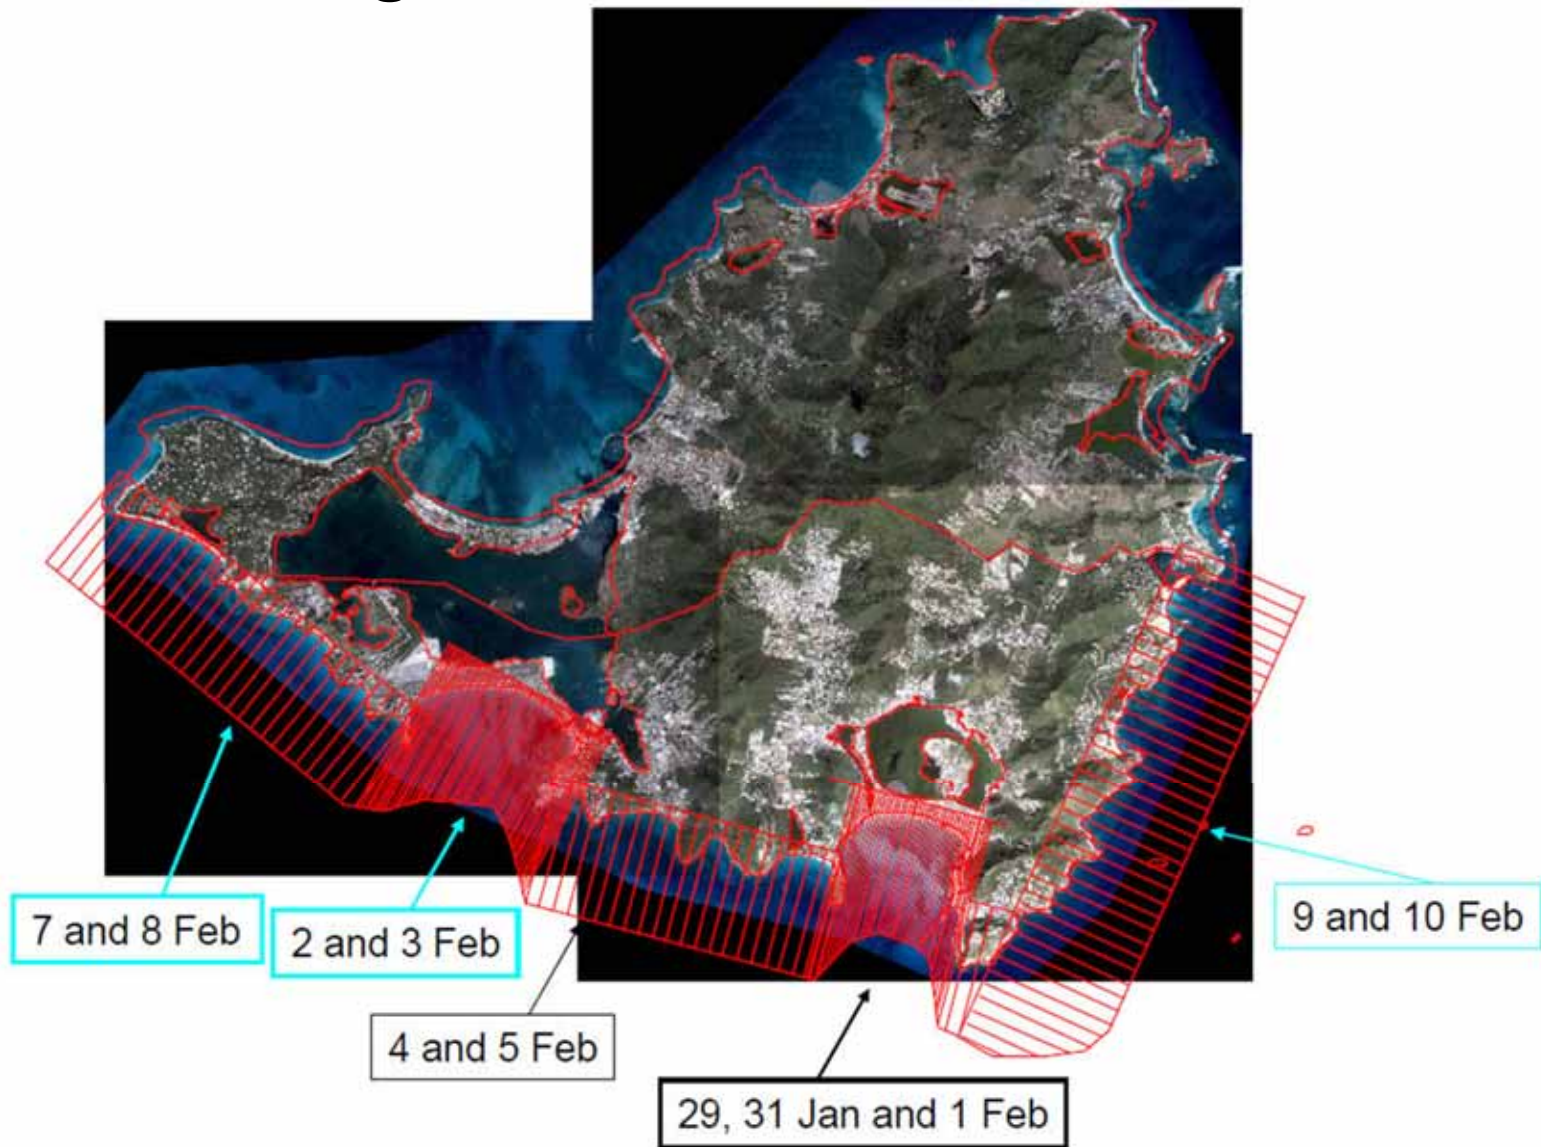 7 and 8 Feb
2 and 3 Feb
9 and 10 Feb
4 and 5 Feb
29, 31 Jan and 1 Feb